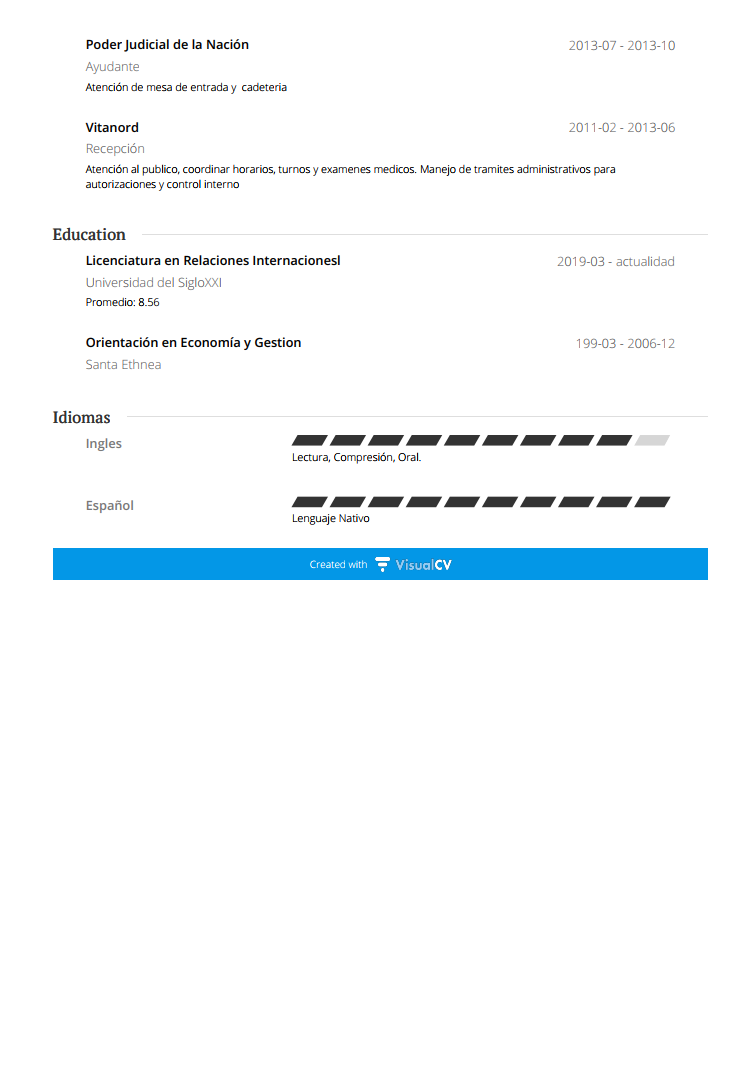 Poder Judicial de la Nación 2013-07 - 2013-10
Ayudante
Atención de mesa de entrada y cadeteria
Vitanord 2011-02 - 2013-06
Recepción
Atención al publico, coordinar horarios, turnos y examenes medicos. Manejo de tramites administrativos para
autorizaciones y control interno
Education
Licenciatura en Relaciones Internacionesl 2019-03 - actualidad
Universidad del SigloXXI
Promedio: 8.56
Orientación en Economía y Gestion 199-03 - 2006-12
Santa Ethnea
Idiomas
Ingles
Lectura, Compresión, Oral.
Español
Lenguaje Nativo
Created with VisualCV